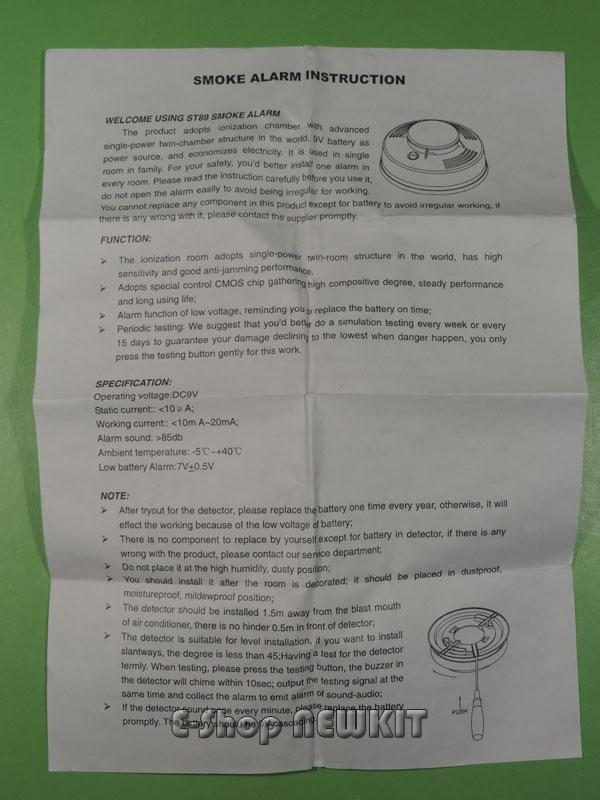 SMOKE ALARM INSTRUCTION
WELCOME USING ST89 SMOKE ALARM
The product adopts ionization chamber with advanced
single-power twin-chamber structure in the world, 9V battery as
power source, and economizes electricity. It is used in single
room in family. For your safety, you'd better install one alarm in
every room. Please read the instruction carefully before you use it,
do not open the alarm easily to avoid being irregular for working.
You cannot replace any component in this product except for battery to avoid irregular working, if
there is any wrong with it, please contact the supplier promptly.
FUNCTION:
➢ The ionization room adopts single-power twin-room structure in the world, has high
sensitivity and good anti-jamming performance.
➢ Adopts special control CMOS chip gathering high compositive degree, steady performance
and long using life;
➢ Alarm function of low voltage, reminding you to replace the battery on time;
➢ Periodic testing: We suggest that you'd better do a simulation testing every week or every
15 days to guarantee your damage declining to the lowest when danger happen, you only
press the testing button gently for this work.
SPECIFICATION:
Operating voltage:DC9V
Static current:: <10μA;
Working current:: <10mA~20mA;
Alarm sound: >85db
Ambient temperature: -5℃~+40℃
Low battery Alarm:7V±0.5V
NOTE:
➢ After tryout for the detector, please replace the battery one time every year, otherwise, it will
effect the working because of the low voltage of battery;
➢ There is no component to replace by yourself except for battery in detector, if there is any
wrong with the product, please contact our service department;
➢ Do not place it at the high humidity, dusty position;
➢ You should install it after the room is decorated; it should be placed in dustproof,
moistureproof, mildewproof position;
➢ The detector should be installed 1.5m away from the blast mouth
of air conditioner, there is no hinder 0.5m in front of detector;
➢ The detector is suitable for level installation, if you want to install
slantways, the degree is less than 45;Having a test for the detector
termly. When testing, please press the testing button, the buzzer in
the detector will chime within 10sec; output the testing signal at the
same time and collect the alarm to emit alarm of sound-audio;
➢ If the detector sound once every minute, please replace the battery
promptly. The battery should be 9V cascading.
PUSH
e-Shop NEWKIT